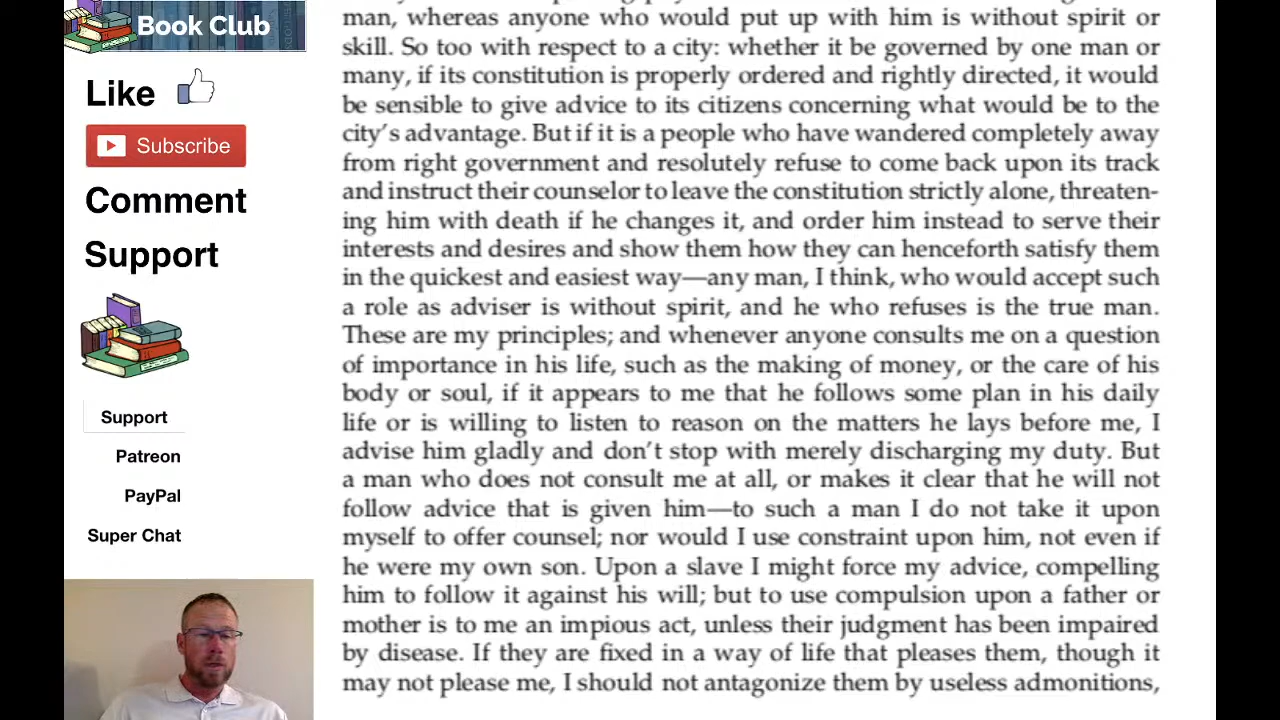 Book Club
Like
Subscribe
Comment
Support
Support
Patreon
PayPal
Super Chat
man, whereas anyone who would put up with him is without spirit or
skill. So too with respect to a city: whether it be governed by one man or
many, if its constitution is properly ordered and rightly directed, it would
be sensible to give advice to its citizens concerning what would be to the
city's advantage. But if it is a people who have wandered completely away
from right government and resolutely refuse to come back upon its track
and instruct their counselor to leave the constitution strictly alone, threaten-
ing him with death if he changes it, and order him instead to serve their
interests and desires and show them how they can henceforth satisfy them
in the quickest and easiest way—any man, I think, who would accept such
a role as adviser is without spirit, and he who refuses is the true man.
These are my principles; and whenever anyone consults me on a question
of importance in his life, such as the making of money, or the care of his
body or soul, if it appears to me that he follows some plan in his daily
life or is willing to listen to reason on the matters he lays before me, I
advise him gladly and don't stop with merely discharging my duty. But
a man who does not consult me at all, or makes it clear that he will not
follow advice that is given him—to such a man I do not take it upon
myself to offer counsel; nor would I use constraint upon him, not even if
he were my own son. Upon a slave I might force my advice, compelling
him to follow it against his will; but to use compulsion upon a father or
mother is to me an impious act, unless their judgment has been impaired
by disease. If they are fixed in a way of life that pleases them, though it
may not please me, I should not antagonize them by useless admonitions,